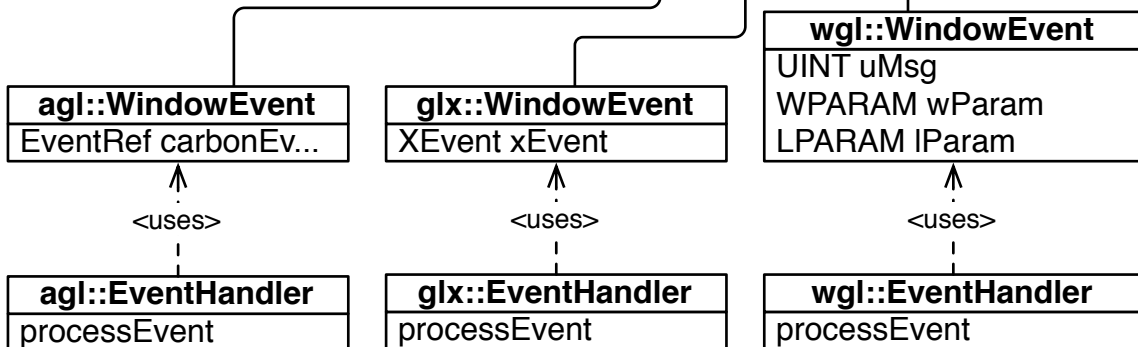 wgl::WindowEvent
UINT uMsg
agl::WindowEvent
glx::WindowEvent
WPARAM wParam
EventRef carbonEv...
XEvent xEvent
LPARAM lParam
<uses>
<uses>
<uses>
agl::EventHandler
glx::EventHandler
wgl::EventHandler
processEvent
processEvent
processEvent